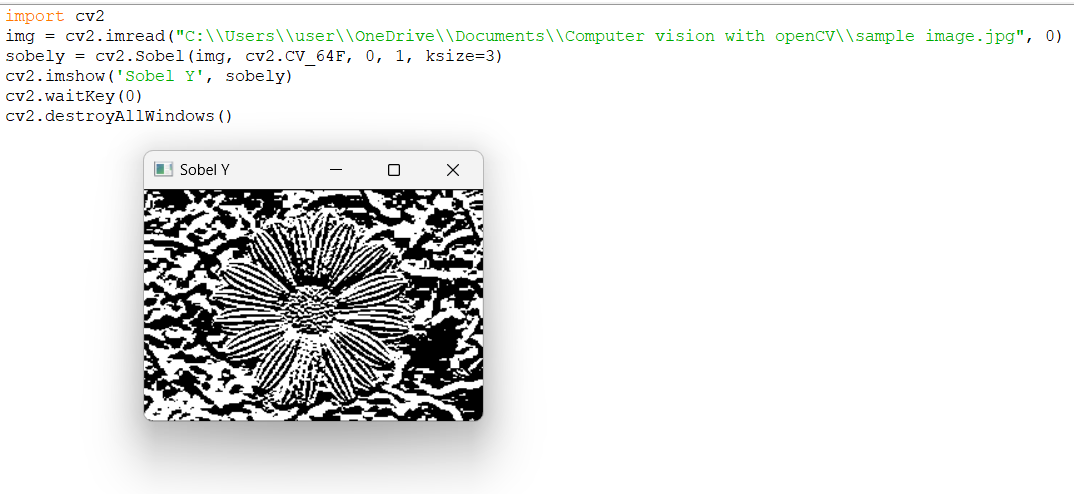 import cv2
img = cv2.imread("C:\\Users\\user\\OneDrive\\Documents\\Computer vision with openCV\\sample image.jpg", 0)
sobely = cv2.Sobel(img, cv2.CV_64F, 0, 1, ksize=3)
cv2.imshow('Sobel Y', sobely)
cv2.waitKey(0)
cv2.destroyAllWindows()
Sobel Y